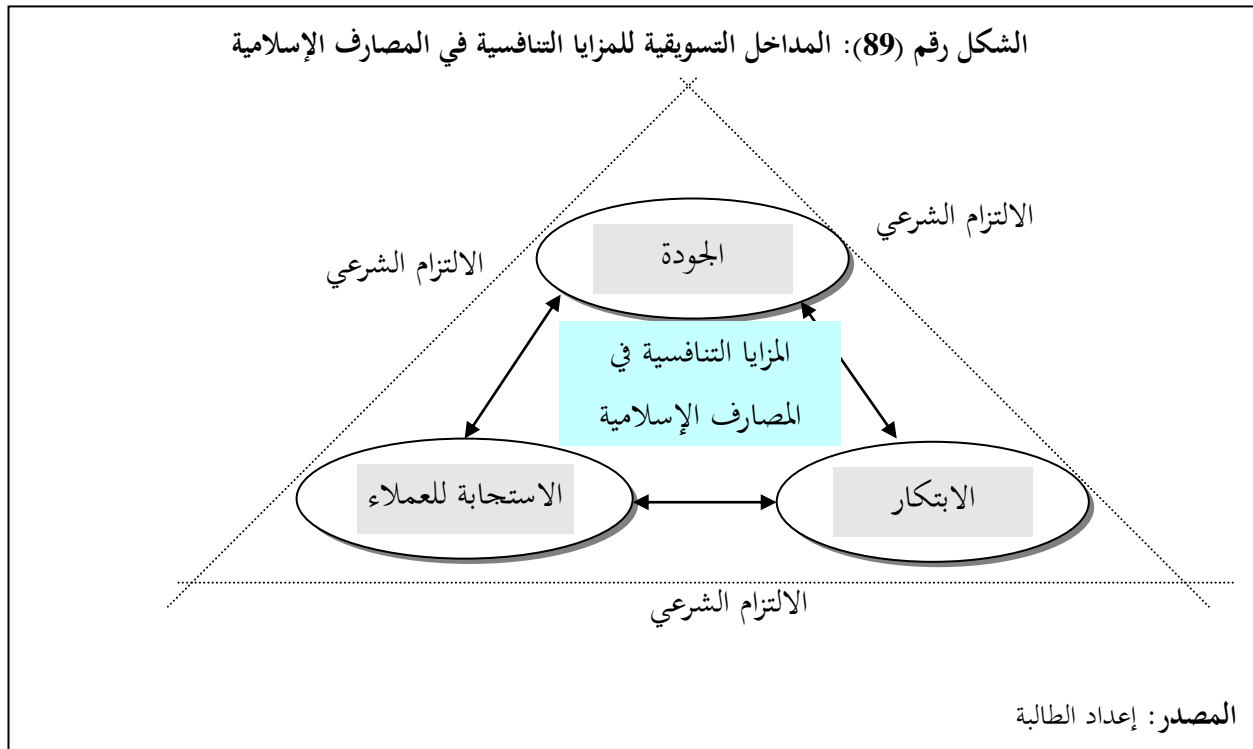 الشكل رقم (89): المداخل التسويقية للمزايا التنافسية في المصارف الإسلامية
الالتزام الشرعي
الالتزام الشرعي
الجودة
المزايا التنافسية في
المصارف الإسلامية
الابتكار
الاستجابة للعملاء
الالتزام الشرعي
المصدر: إعداد الطالبة